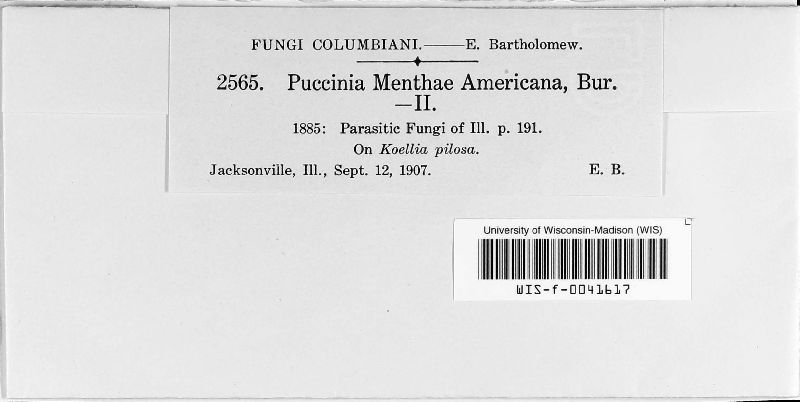 FUNGI COLUMBIANI.——E. Bartholomew.
2565. Puccinia Menthae Americana, Bur.
—II.
1885: Parasitic Fungi of Ill. p. 191.
On Koellia pilosa.
Jacksonville, Ill., Sept. 12, 1907. E. B.
University of Wisconsin-Madison (WIS)
WIS-f-0041617